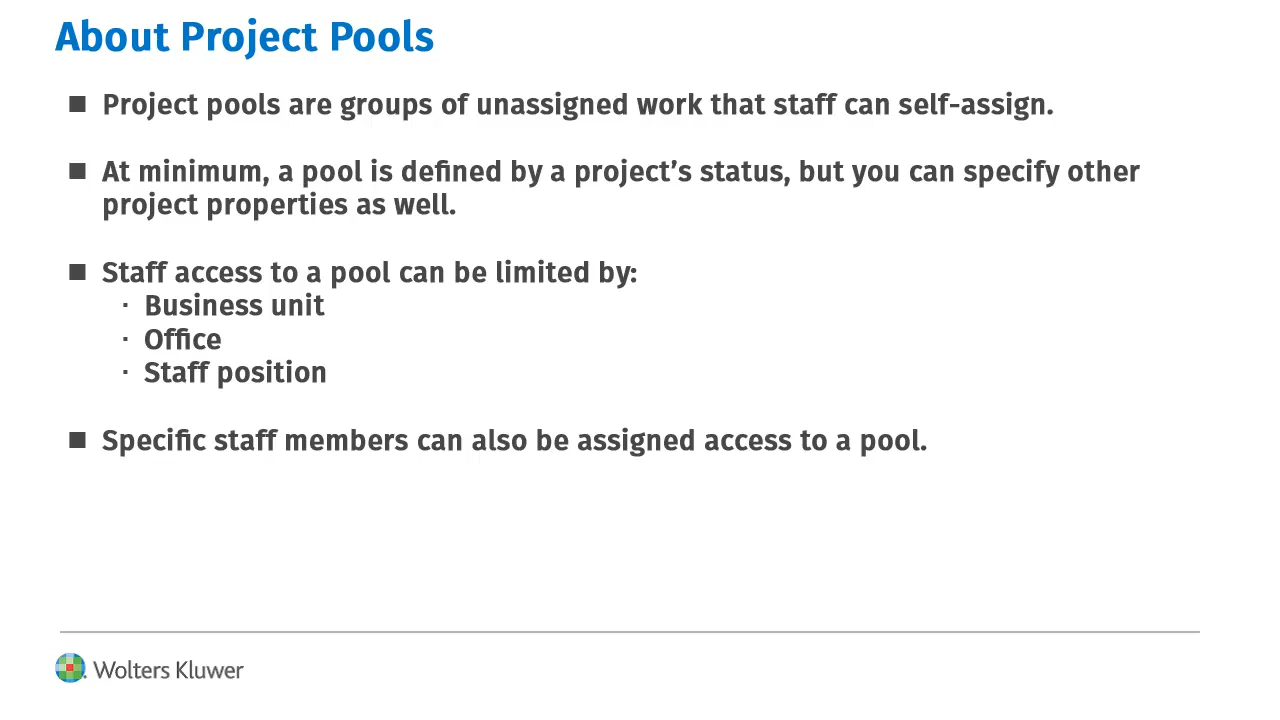 About Project Pools
■ Project pools are groups of unassigned work that staff can self-assign.
■ At minimum, a pool is defined by a project’s status, but you can specify other
project properties as well.
■ Staff access to a pool can be limited by:
· Business unit
· Office
· Staff position
■ Specific staff members can also be assigned access to a pool.
Wolters Kluwer